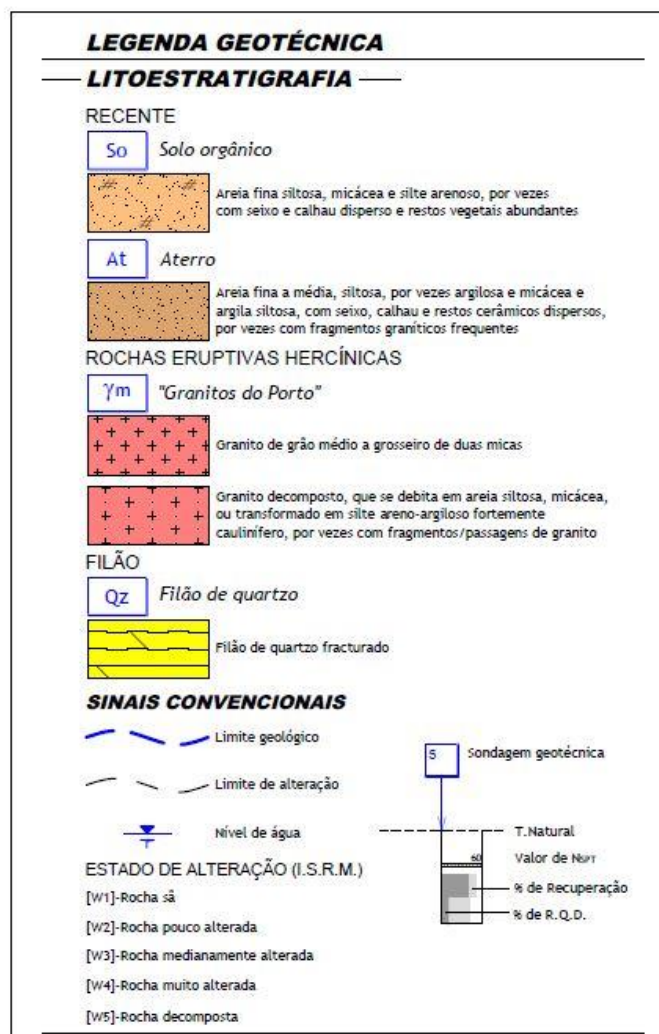 LEGENDA GEOTÉCNICA
LITOESTRATIGRAFIA
RECENTE
So Solo orgânico
Areia fina siltosa, micácea e silte arenoso, por vezes
com seixo e calhau disperso e restos vegetais abundantes
At Aterro
Areia fina a média, siltosa, por vezes argilosa e micácea e
argila siltosa, com seixo, calhau e restos cerâmicos dispersos,
por vezes com fragmentos graníticos frequentes
ROCHAS ERUPTIVAS HERCÍNICAS
γm "Granitos do Porto"
Granito de grão médio a grosseiro de duas micas
Granito decomposto, que se debita em areia siltosa, micácea,
ou transformado em silte areno-argiloso fortemente
caulinífero, por vezes com fragmentos/passagens de granito
FILÃO
Qz Filão de quartzo
Filão de quartzo fracturado
SINAIS CONVENCIONAIS
Limite geológico
Limite de alteração
Nível de água
5 Sondagem geotécnica
T.Natural
60 Valor de NSPT
% de Recuperação
% de R.Q.D.
ESTADO DE ALTERAÇÃO (I.S.R.M.)
[W1]-Rocha sã
[W2]-Rocha pouco alterada
[W3]-Rocha medianamente alterada
[W4]-Rocha muito alterada
[W5]-Rocha decomposta